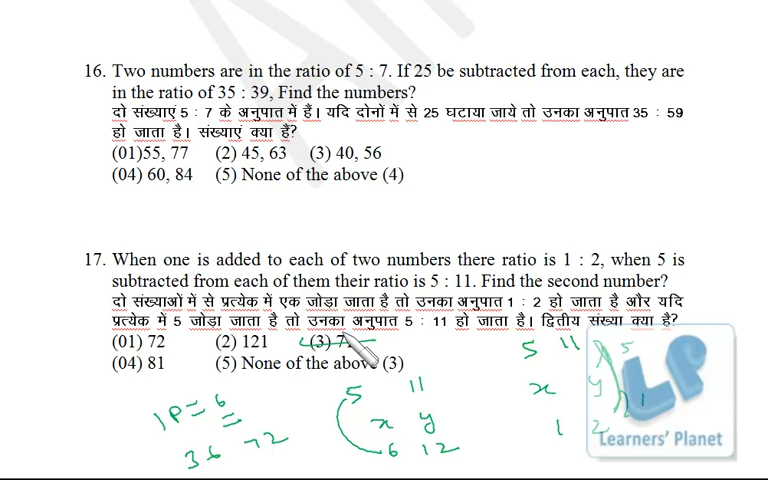 16. Two numbers are in the ratio of 5 : 7. If 25 be subtracted from each, they are
in the ratio of 35 : 39, Find the numbers?
दो संख्याएं 5 : 7 के अनुपात में हैं। यदि दोनों में से 25 घटाया जाये तो उनका अनुपात 35 : 59
हो जाता है। संख्याएं क्या हैं?
(01)55, 77 (2) 45, 63 (3) 40, 56
(04) 60, 84 (5) None of the above (4)
17. When one is added to each of two numbers there ratio is 1 : 2, when 5 is
subtracted from each of them their ratio is 5 : 11. Find the second number?
दो संख्याओं में से प्रत्येक में एक जोड़ा जाता है तो उनका अनुपात 1 : 2 हो जाता है और यदि
प्रत्येक में 5 जोड़ा जाता है तो उनका अनुपात 5 : 11 हो जाता है। द्वितीय संख्या क्या है?
(01) 72 (2) 121 (3)
(04) 81 (5) None of the above (3)
5 11 5
x y
1 2
5 11
x y
6 12
1P = 6
36 72
LP
Learners' Planet